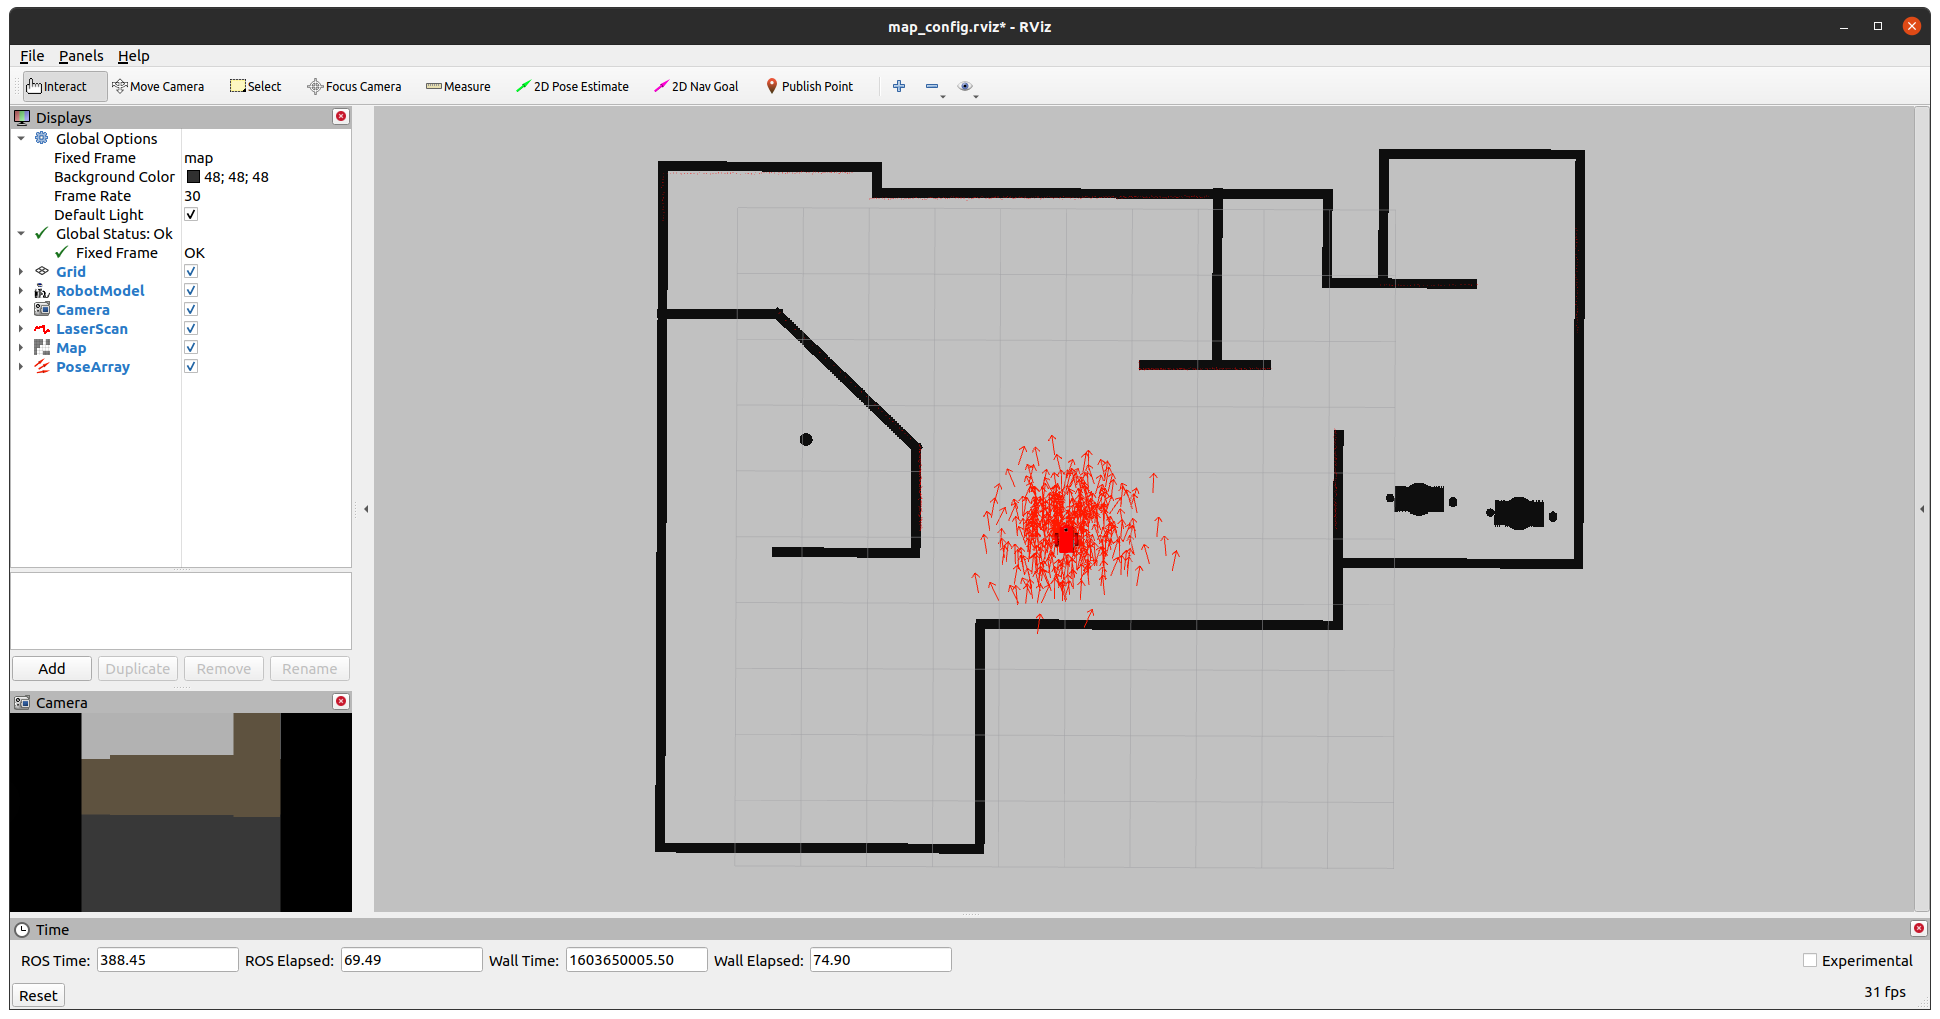 map_config.rviz* - RViz
File Panels Help
Interact Move Camera Select Focus Camera Measure 2D Pose Estimate 2D Nav Goal Publish Point
Displays
Global Options
Fixed Frame map
Background Color 48; 48; 48
Frame Rate 30
Default Light
Global Status: Ok
Fixed Frame OK
Grid
RobotModel
Camera
LaserScan
Map
PoseArray
Add Duplicate Remove Rename
Camera
Time
ROS Time: 388.45 ROS Elapsed: 69.49 Wall Time: 1603650005.50 Wall Elapsed: 74.90 Experimental
Reset 31 fps